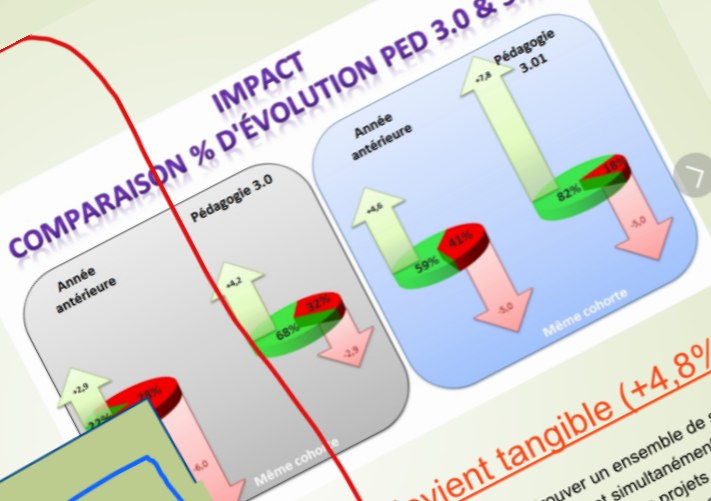 IMPACT
COMPARAISON % D'ÉVOLUTION PED 3.0 &
Pédagogie
3.01
Année
antérieure
+7,8
+4,6
82%
18%
59%
41%
-5,0
-5,0
Même cohorte
Pédagogie 3.0
Année
antérieure
+4,2
+2,9
68%
32%
22%
78%
-2,9
-6,0
Même cohorte
tangible (+4,8%
un ensemble de
simultanément
projets